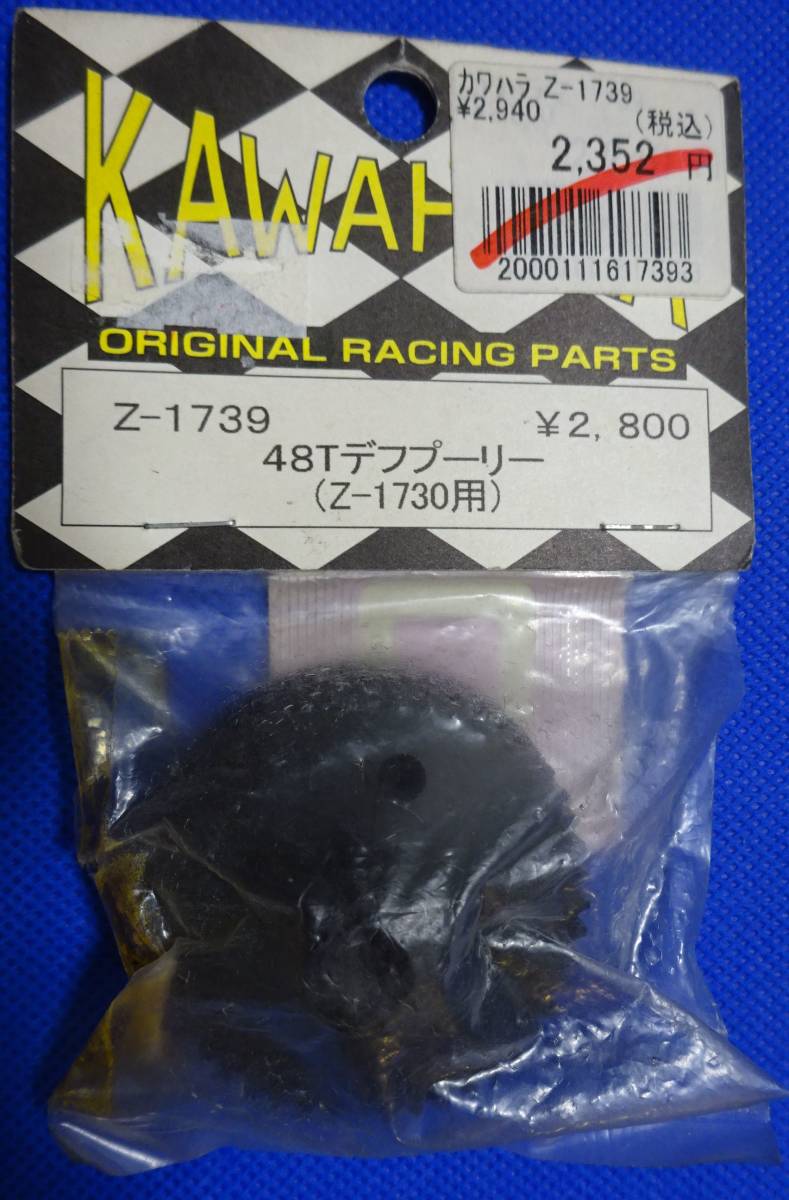 カワハラ Z-1739
¥2,940
(税込)
2,352 円
2000111617393
KAWAH
ORIGINAL RACING PARTS
Z-1739 ¥2,800
48Tデフプーリー
(Z-1730用)